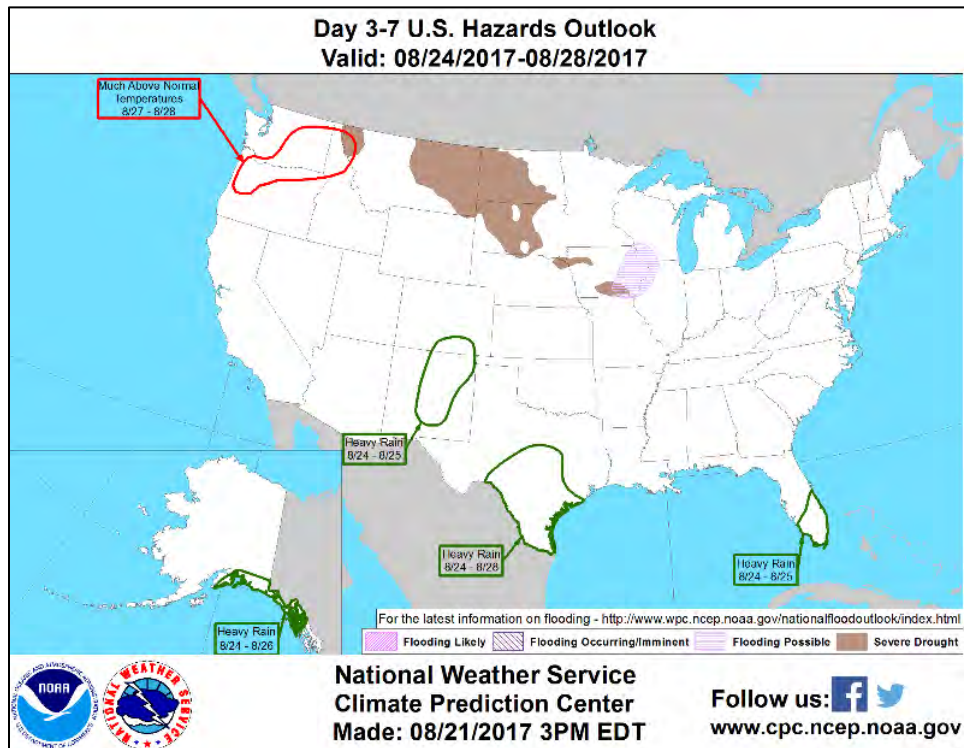 Day 3-7 U.S. Hazards Outlook
Valid: 08/24/2017-08/28/2017
Much Above Normal
Temperatures
8/27 - 8/28
Heavy Rain
8/24 - 8/25
Heavy Rain
8/24 - 8/28
Heavy Rain
8/24 - 8/25
Heavy Rain
8/24 - 8/26
For the latest information on flooding - http://www.wpc.ncep.noaa.gov/nationalfloodoutlook/index.html
Flooding Likely Flooding Occurring/Imminent Flooding Possible Severe Drought
NOAA
NATIONAL WEATHER SERVICE
National Weather Service
Climate Prediction Center
Made: 08/21/2017 3PM EDT
Follow us:
www.cpc.ncep.noaa.gov